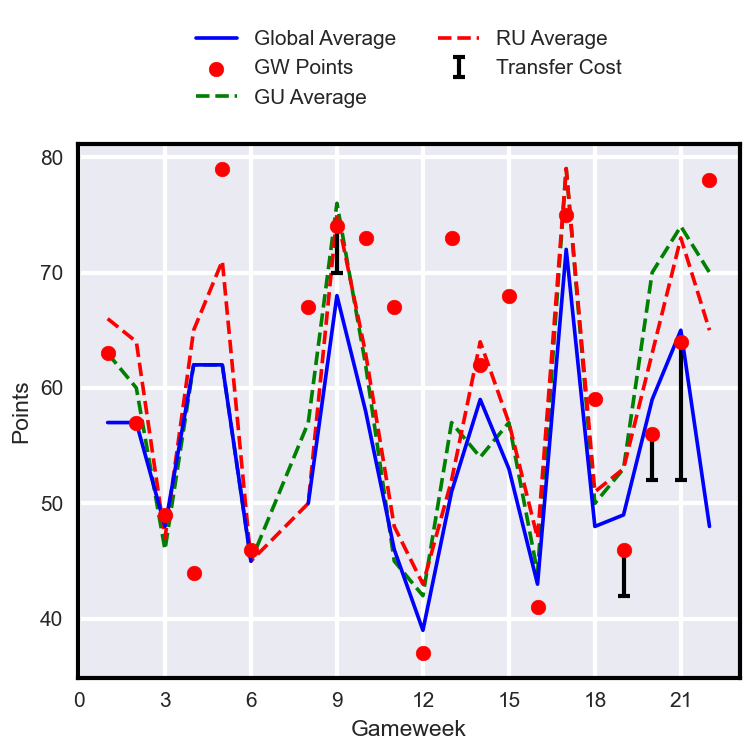 Global Average
GW Points
GU Average
RU Average
Transfer Cost
80
70
60
50
40
Points
0 3 6 9 12 15 18 21
Gameweek